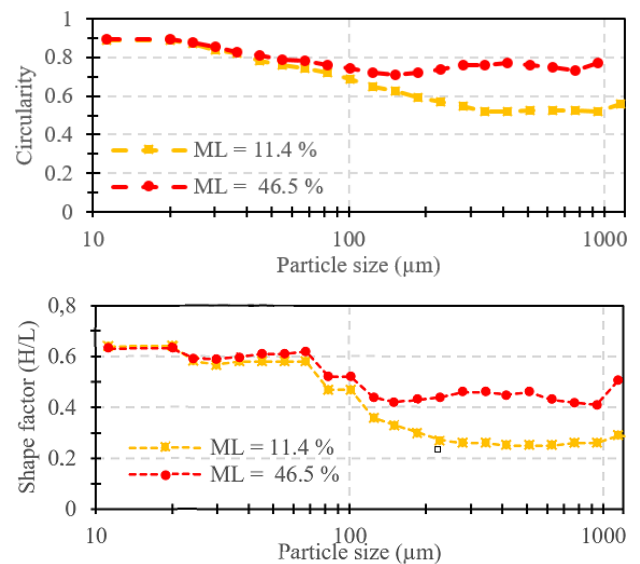 1
0.8
0.6
0.4
0.2
0
Circularity
ML = 11.4 %
ML = 46.5 %
10
100
1000
Particle size (µm)
0,8
0.6
0.4
0.2
0
Shape factor (H/L)
ML = 11.4 %
ML = 46.5 %
10
100
1000
Particle size (µm)